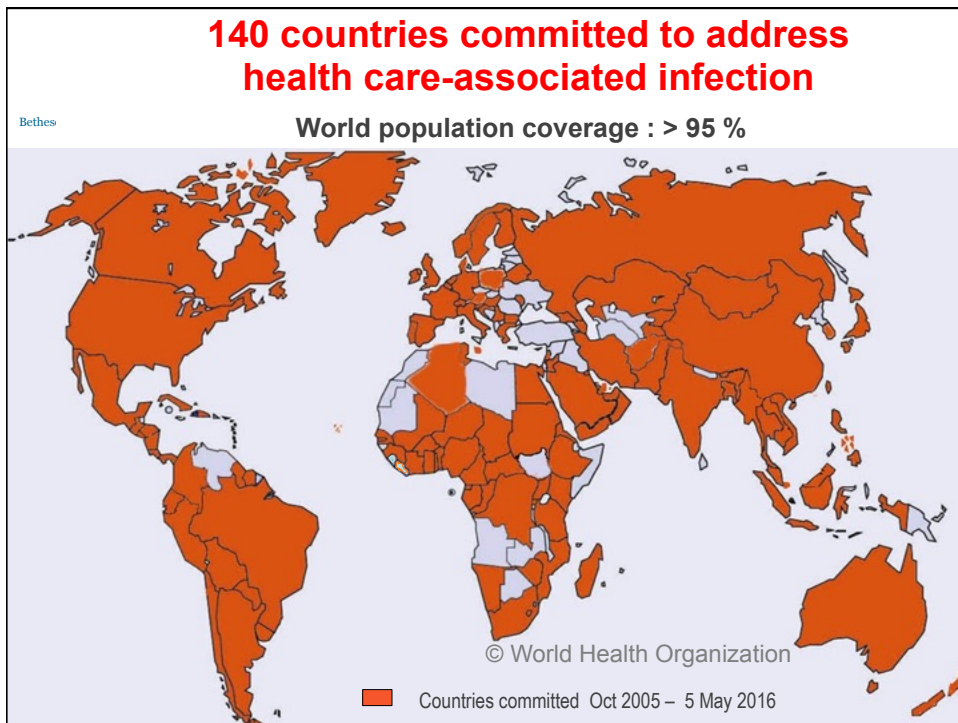 140 countries committed to address
health care-associated infection
Bethes
World population coverage : > 95 %
© World Health Organization
Countries committed Oct 2005 – 5 May 2016